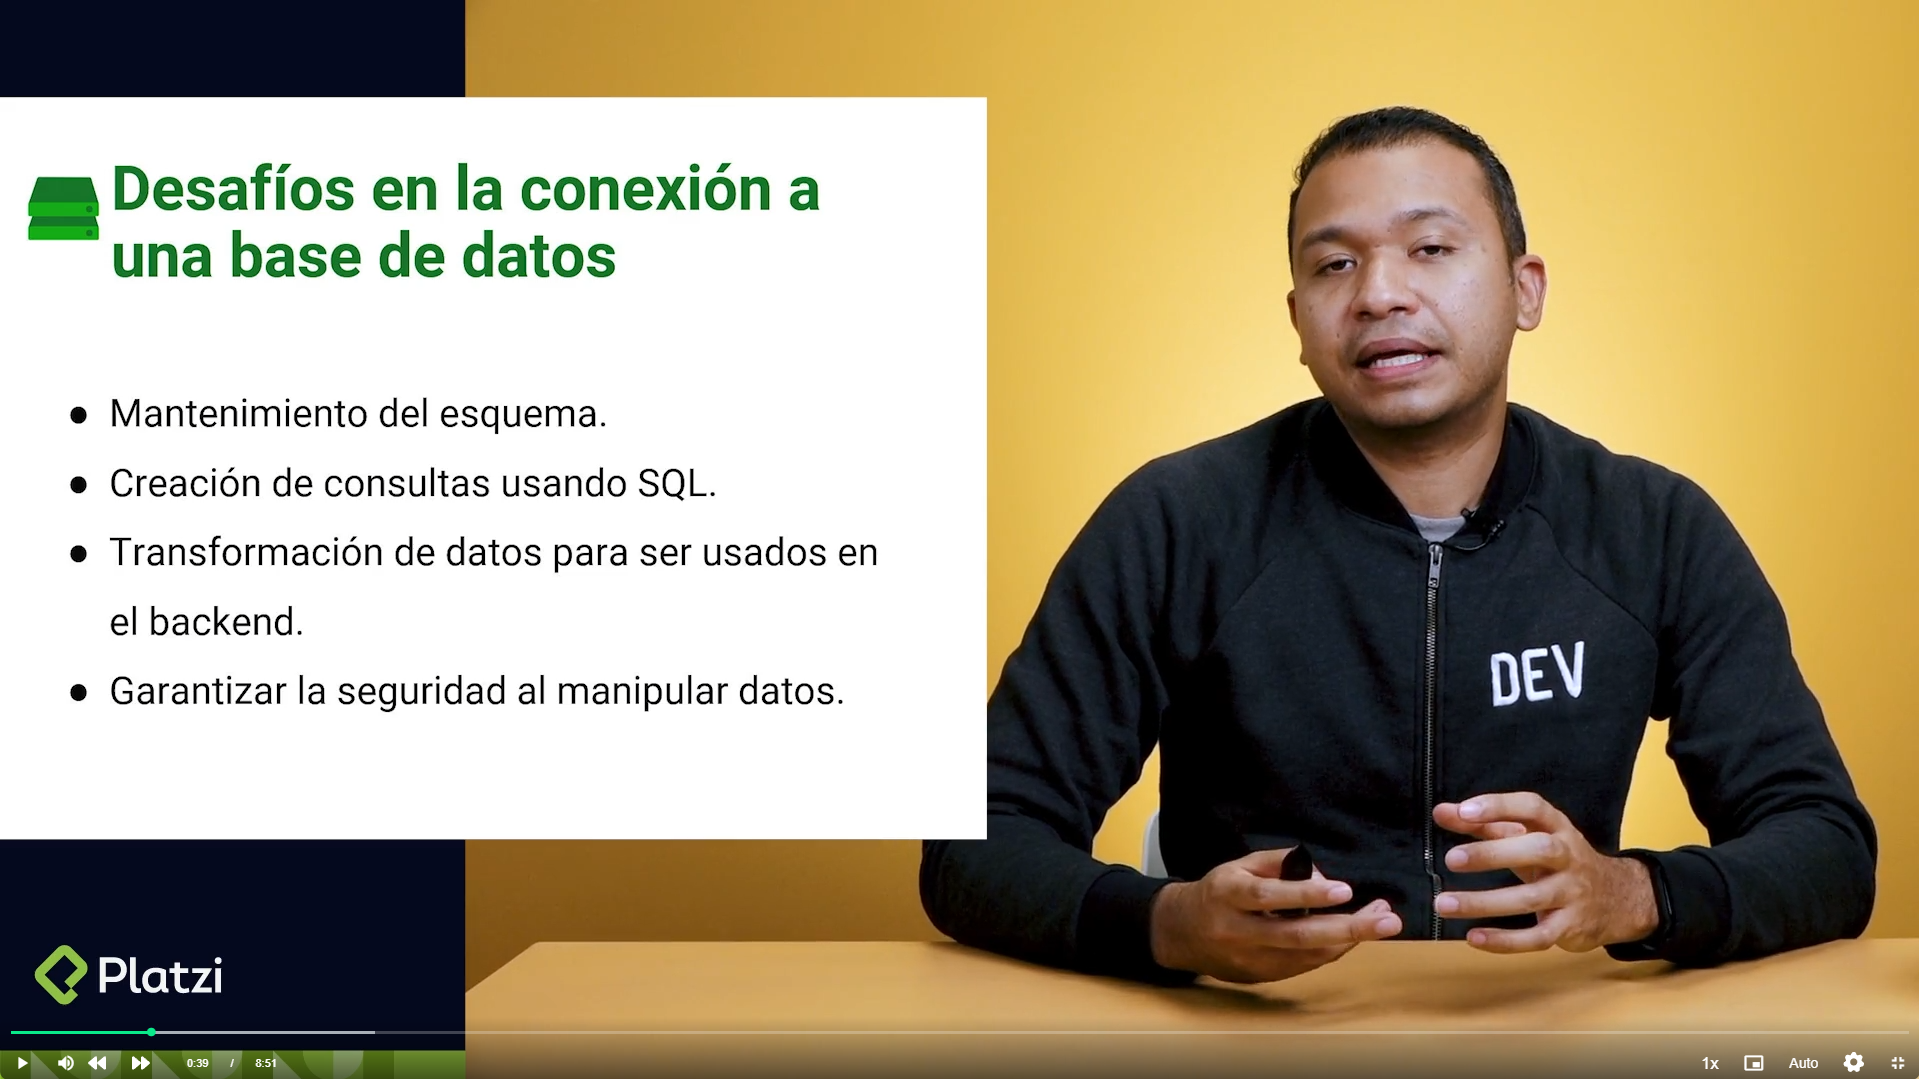 Desafíos en la conexión a
una base de datos
● Mantenimiento del esquema.
● Creación de consultas usando SQL.
● Transformación de datos para ser usados en
el backend.
● Garantizar la seguridad al manipular datos.
DEV
Platzi
0:39 / 8:51
1x
Auto